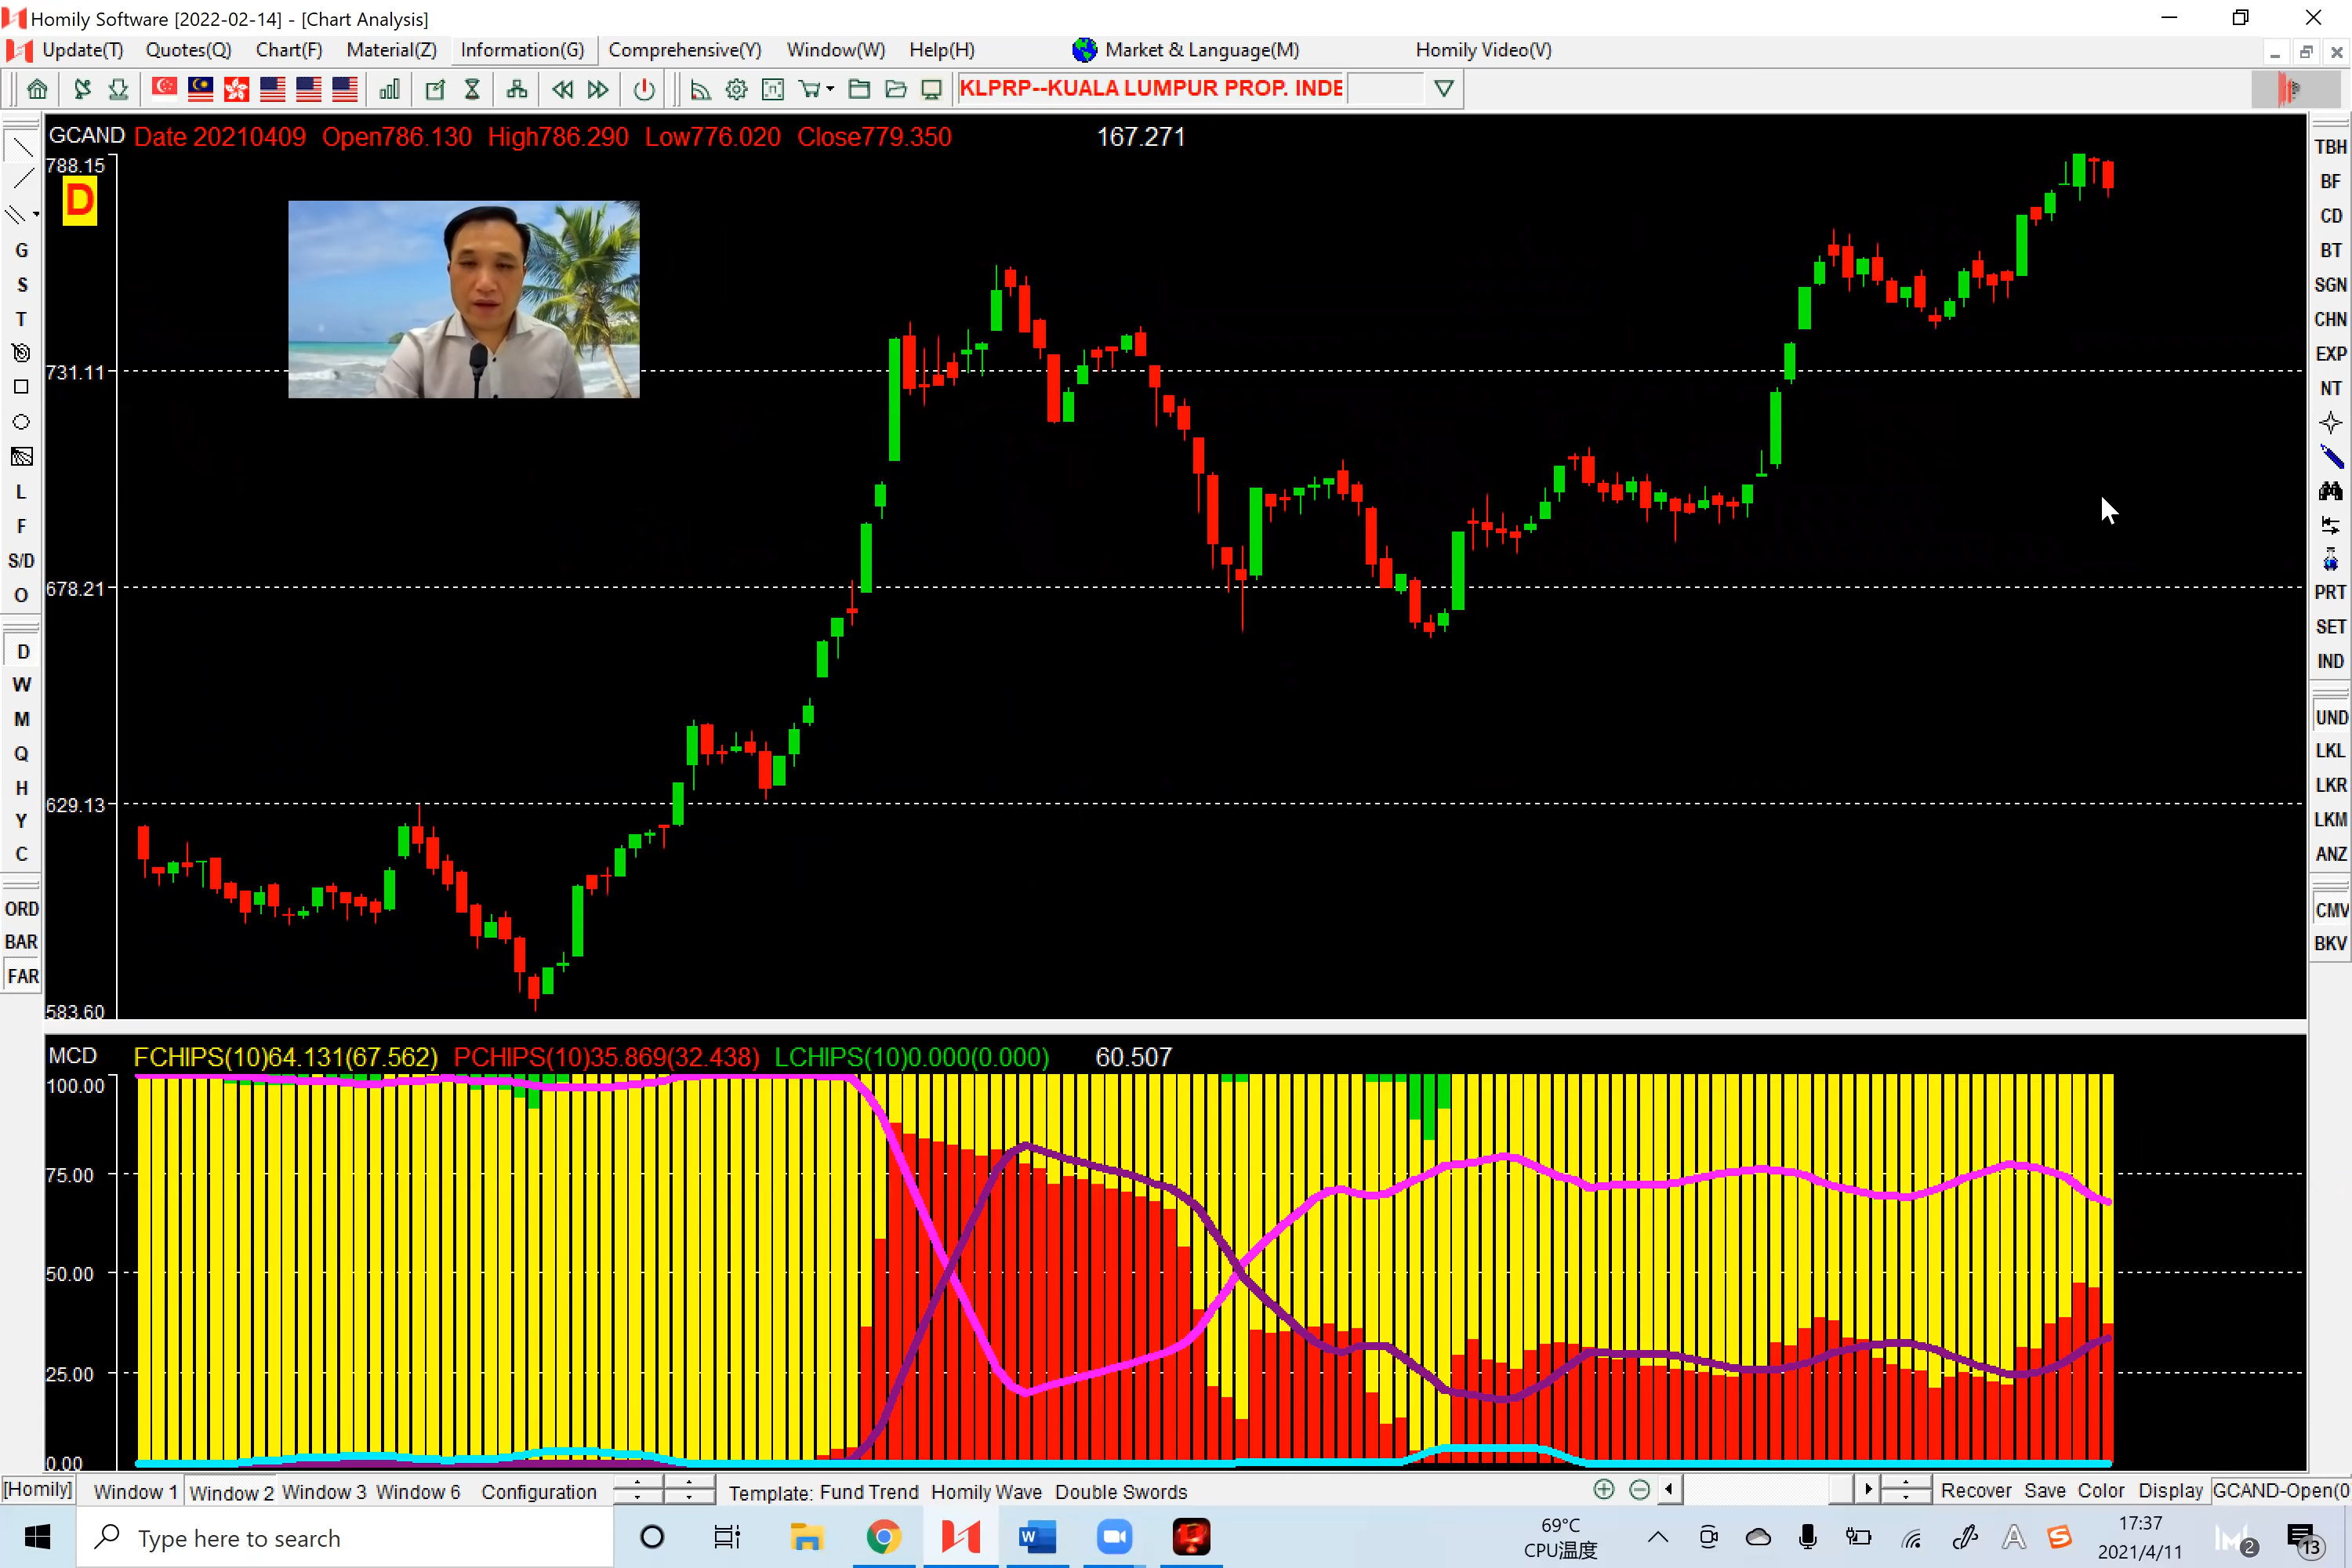 Homily Software [2022-02-14] - [Chart Analysis]
Update(T) Quotes(Q) Chart(F) Material(Z) Information(G) Comprehensive(Y) Window(W) Help(H) Market & Language(M) Homily Video(V)
KLPRP--KUALA LUMPUR PROP. INDE
GCAND Date 20210409 Open786.130 High786.290 Low776.020 Close779.350 167.271
788.15
D
731.11
678.21
629.13
583.60
G
S
T
L
F
S/D
O
D
W
M
Q
H
Y
C
ORD
BAR
FAR
TBH
BF
CD
BT
SGN
CHN
EXP
NT
PRT
SET
IND
UND
LKL
LKR
LKM
ANZ
CMV
BKV
MCD FCHIPS(10)64.131(67.562) PCHIPS(10)35.869(32.438) LCHIPS(10)0.000(0.000) 60.507
100.00
75.00
50.00
25.00
0.00
[Homily] Window 1 Window 2 Window 3 Window 6 Configuration Template: Fund Trend Homily Wave Double Swords Recover Save Color Display GCAND-Open(0
Type here to search
69°C
CPU温度
17:37
2021/4/11
2
13